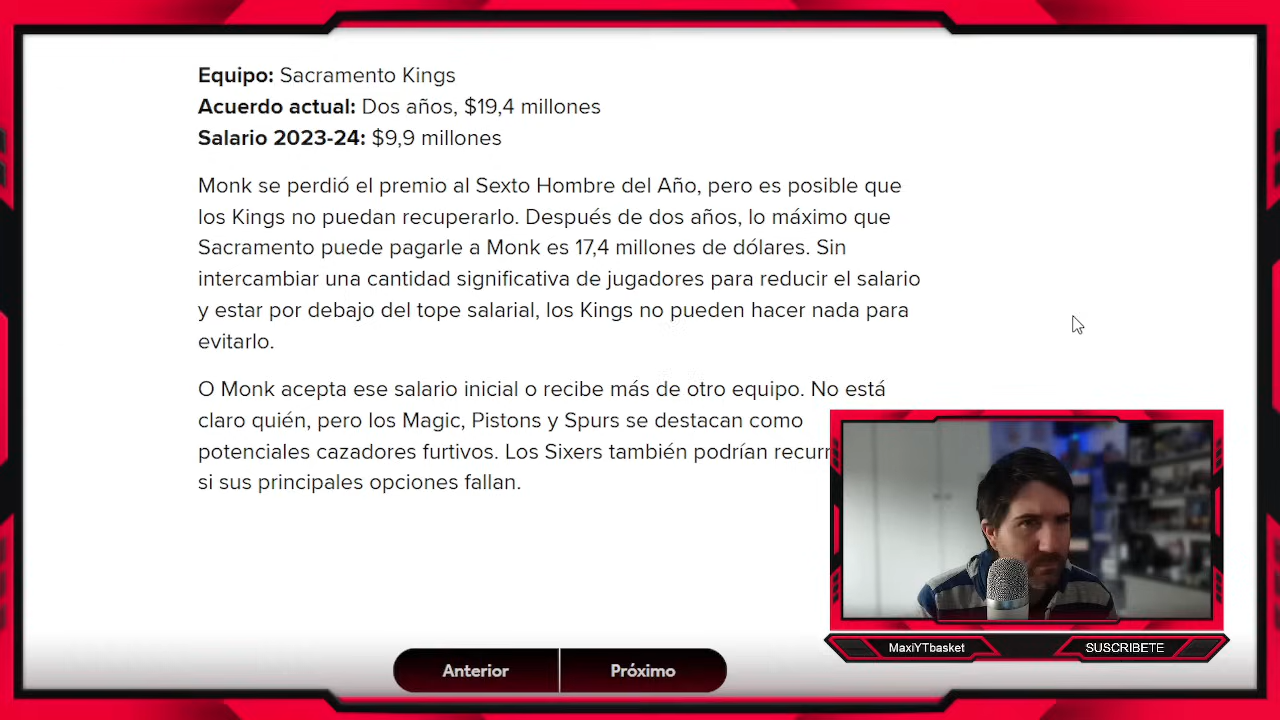 Equipo: Sacramento Kings
Acuerdo actual: Dos años, $19,4 millones
Salario 2023-24: $9,9 millones
Monk se perdió el premio al Sexto Hombre del Año, pero es posible que
los Kings no puedan recuperarlo. Después de dos años, lo máximo que
Sacramento puede pagarle a Monk es 17,4 millones de dólares. Sin
intercambiar una cantidad significativa de jugadores para reducir el salario
y estar por debajo del tope salarial, los Kings no pueden hacer nada para
evitarlo.
O Monk acepta ese salario inicial o recibe más de otro equipo. No está
claro quién, pero los Magic, Pistons y Spurs se destacan como
potenciales cazadores furtivos. Los Sixers también podrían
si sus principales opciones fallan.
MaxiYTbasket
SUSCRIBETE
Anterior
Próximo